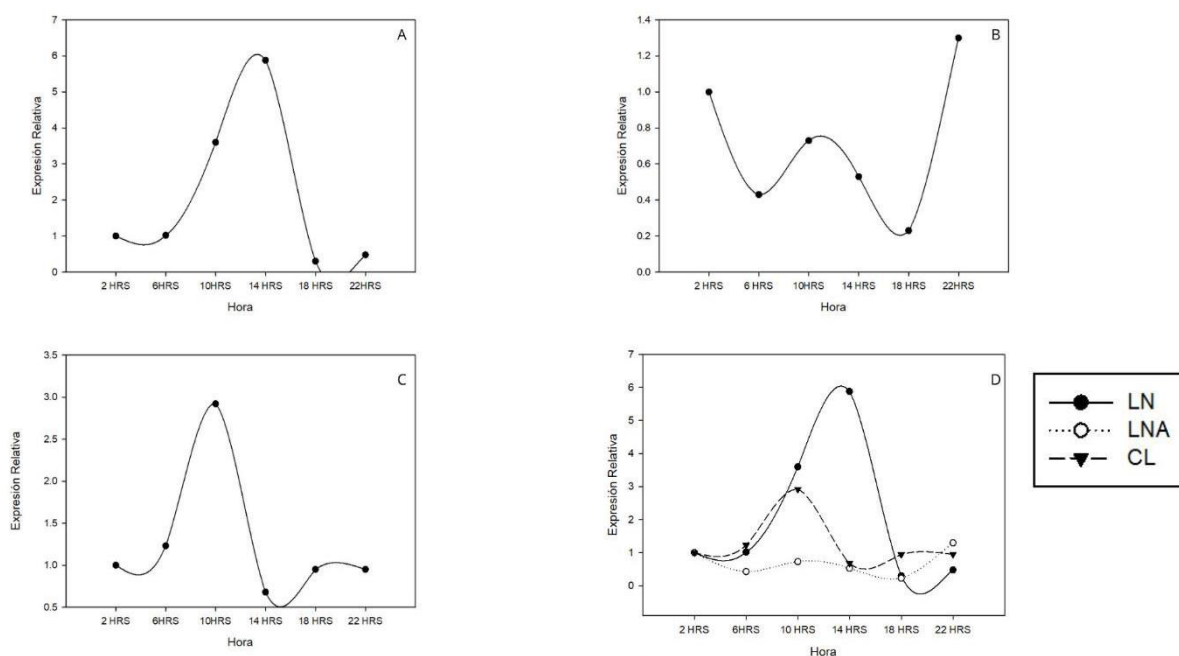 A
7
6
5
4
3
2
1
0
Expresión Relativa
2 HRS 6 HRS 10HRS 14 HRS 18 HRS 22HRS
Hora
B
1.4
1.2
1.0
0.8
0.6
0.4
0.2
0.0
Expresión Relativa
2 HRS 6 HRS 10HRS 14 HRS 18 HRS 22HRS
Hora
C
3.5
3.0
2.5
2.0
1.5
1.0
0.5
Expresión Relativa
2 HRS 6 HRS 10HRS 14 HRS 18 HRS 22 HRS
Hora
D
7
6
5
4
3
2
1
0
Expresión Relativa
2 HRS 6HRS 10 HRS 14 HRS 18 HRS 22 HRS
Hora
LN
LNA
CL